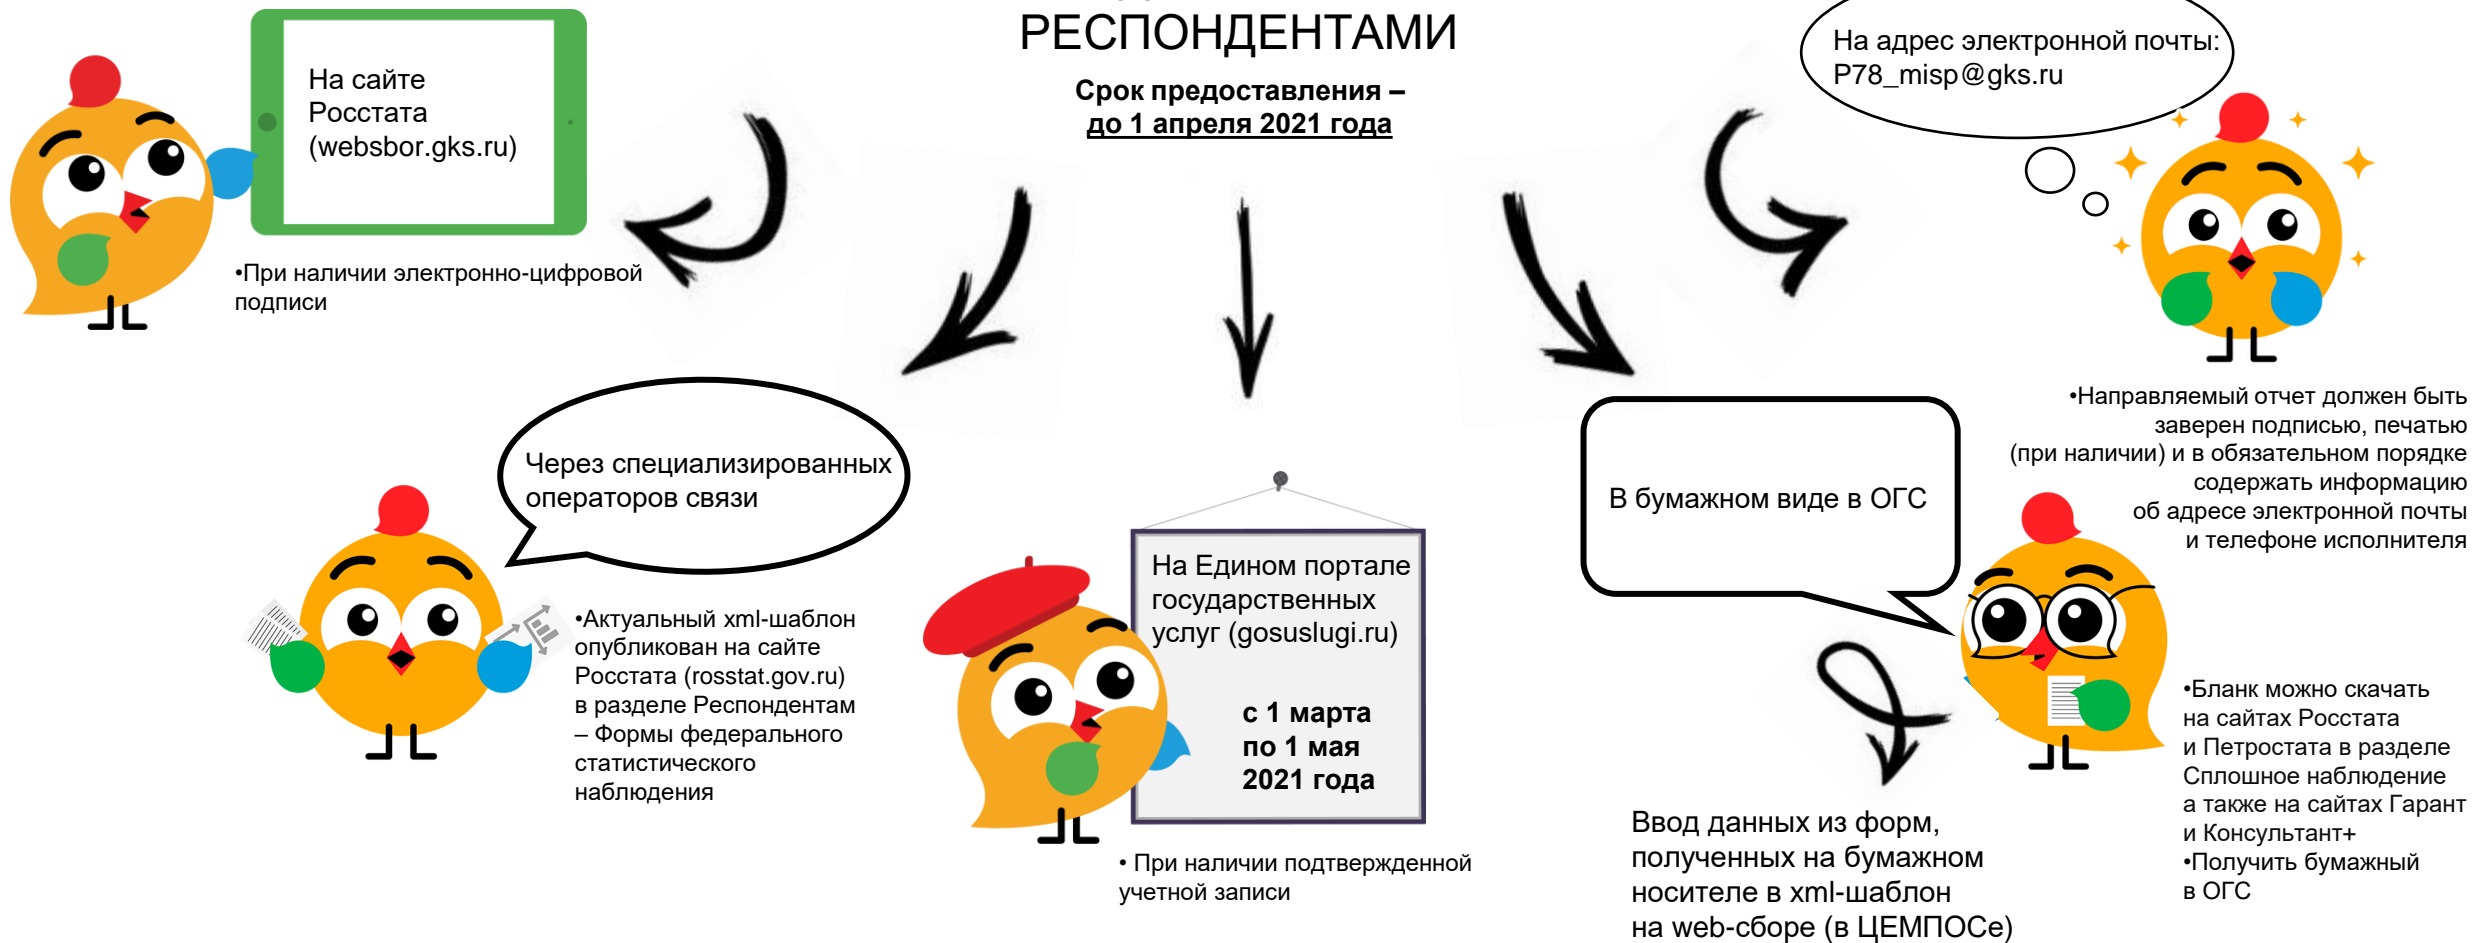 РЕСПОНДЕНТАМИ
Срок предоставления –
до 1 апреля 2021 года
На сайте
Росстата
(websbor.gks.ru)
•При наличии электронно-цифровой
подписи
Через специализированных
операторов связи
•Актуальный xml-шаблон
опубликован на сайте
Росстата (rosstat.gov.ru)
в разделе Респондентам
– Формы федерального
статистического
наблюдения
На Едином портале
государственных
услуг (gosuslugi.ru)
с 1 марта
по 1 мая
2021 года
• При наличии подтвержденной
учетной записи
В бумажном виде в ОГС
•Бланк можно скачать
на сайтах Росстата
и Петростата в разделе
Сплошное наблюдение
а также на сайтах Гарант
и Консультант+
•Получить бумажный
в ОГС
Ввод данных из форм,
полученных на бумажном
носителе в xml-шаблон
на web-сборе (в ЦЕМПОСе)
На адрес электронной почты:
P78_misp@gks.ru
•Направляемый отчет должен быть
заверен подписью, печатью
(при наличии) и в обязательном порядке
содержать информацию
об адресе электронной почты
и телефоне исполнителя